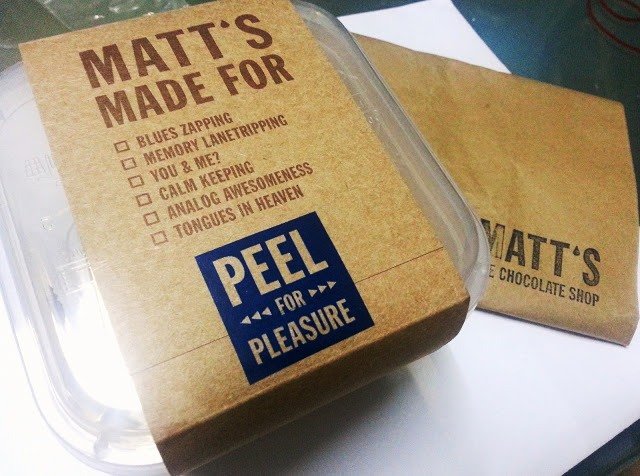 MATT'S
MADE FOR
BLUES ZAPPING
MEMORY LANETRIPPING
YOU & ME?
CALM KEEPING
ANALOG AWESOMENESS
TONGUES IN HEAVEN
PEEL
FOR
PLEASURE
MATT'S
CHOCOLATE SHOP